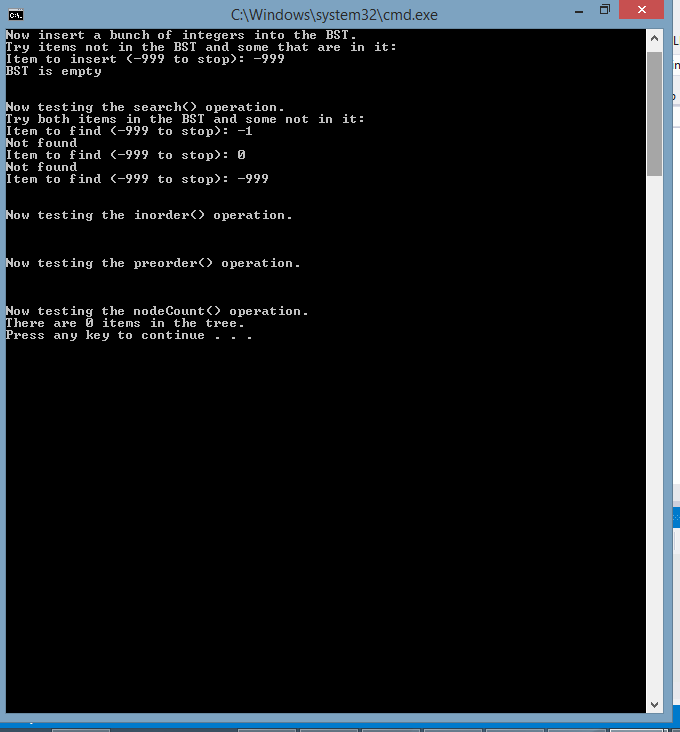 C:\Windows\system32\cmd.exe
Now insert a bunch of integers into the BST.
Try items not in the BST and some that are in it:
Item to insert (-999 to stop): -999
BST is empty
Now testing the search() operation.
Try both items in the BST and some not in it:
Item to find (-999 to stop): -1
Not found
Item to find (-999 to stop): 0
Not found
Item to find (-999 to stop): -999
Now testing the inorder() operation.
Now testing the preorder() operation.
Now testing the nodeCount() operation.
There are 0 items in the tree.
Press any key to continue . . .